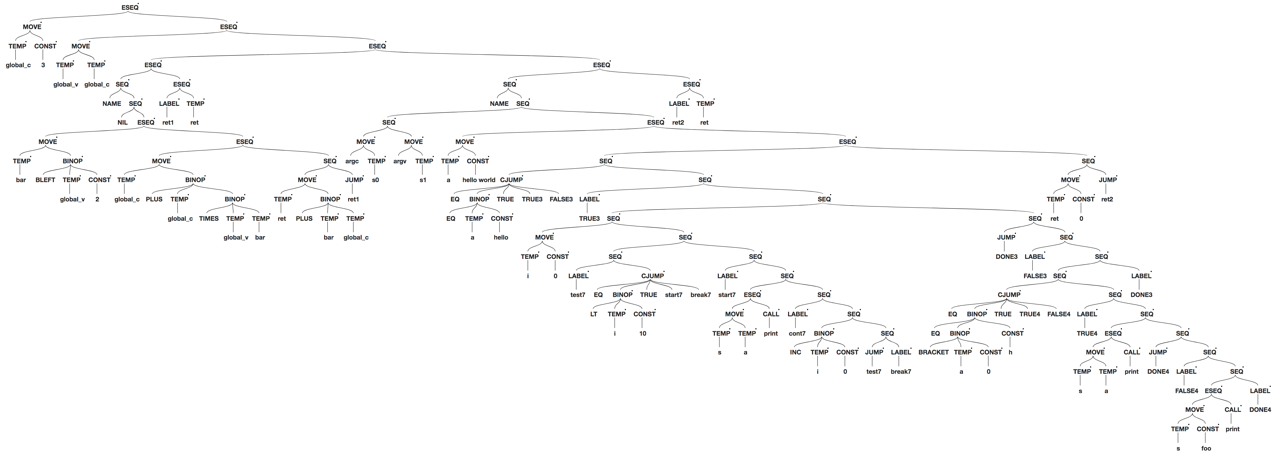 ESEQ
MOVE ESEQ
TEMP CONST MOVE ESEQ
global_c 3 TEMP TEMP ESEQ ESEQ
global_v global_c SEQ ESEQ SEQ ESEQ
NAME SEQ LABEL TEMP NAME SEQ LABEL TEMP
NIL ESEQ ret1 ret SEQ ESEQ ret2 ret
MOVE ESEQ MOVE MOVE MOVE ESEQ
TEMP BINOP MOVE SEQ argc TEMP argv TEMP TEMP CONST SEQ SEQ
bar BLEFT TEMP CONST TEMP BINOP MOVE JUMP s0 s1 a hello world CJUMP SEQ MOVE JUMP
global_v 2 global_c PLUS TEMP BINOP TEMP BINOP ret1 EQ BINOP TRUE TRUE3 FALSE3 LABEL SEQ TEMP CONST ret2
global_c TIMES TEMP TEMP ret PLUS TEMP TEMP EQ TEMP CONST TRUE3 SEQ SEQ ret 0
global_v bar bar global_c a hello MOVE SEQ JUMP SEQ
TEMP CONST SEQ SEQ DONE3 LABEL SEQ
i 0 LABEL CJUMP LABEL SEQ FALSE3 SEQ LABEL
test7 EQ BINOP TRUE start7 break7 start7 ESEQ SEQ CJUMP SEQ DONE3
LT TEMP CONST MOVE CALL LABEL SEQ EQ BINOP TRUE TRUE4 FALSE4 LABEL SEQ
i 10 TEMP TEMP print cont7 BINOP SEQ EQ BINOP CONST TRUE4 ESEQ SEQ
s a INC TEMP CONST JUMP LABEL BRACKET TEMP CONST h MOVE CALL JUMP SEQ
i 0 test7 break7 a 0 TEMP TEMP print DONE4 LABEL SEQ
s a FALSE4 ESEQ LABEL
MOVE CALL DONE4
TEMP CONST print
s foo